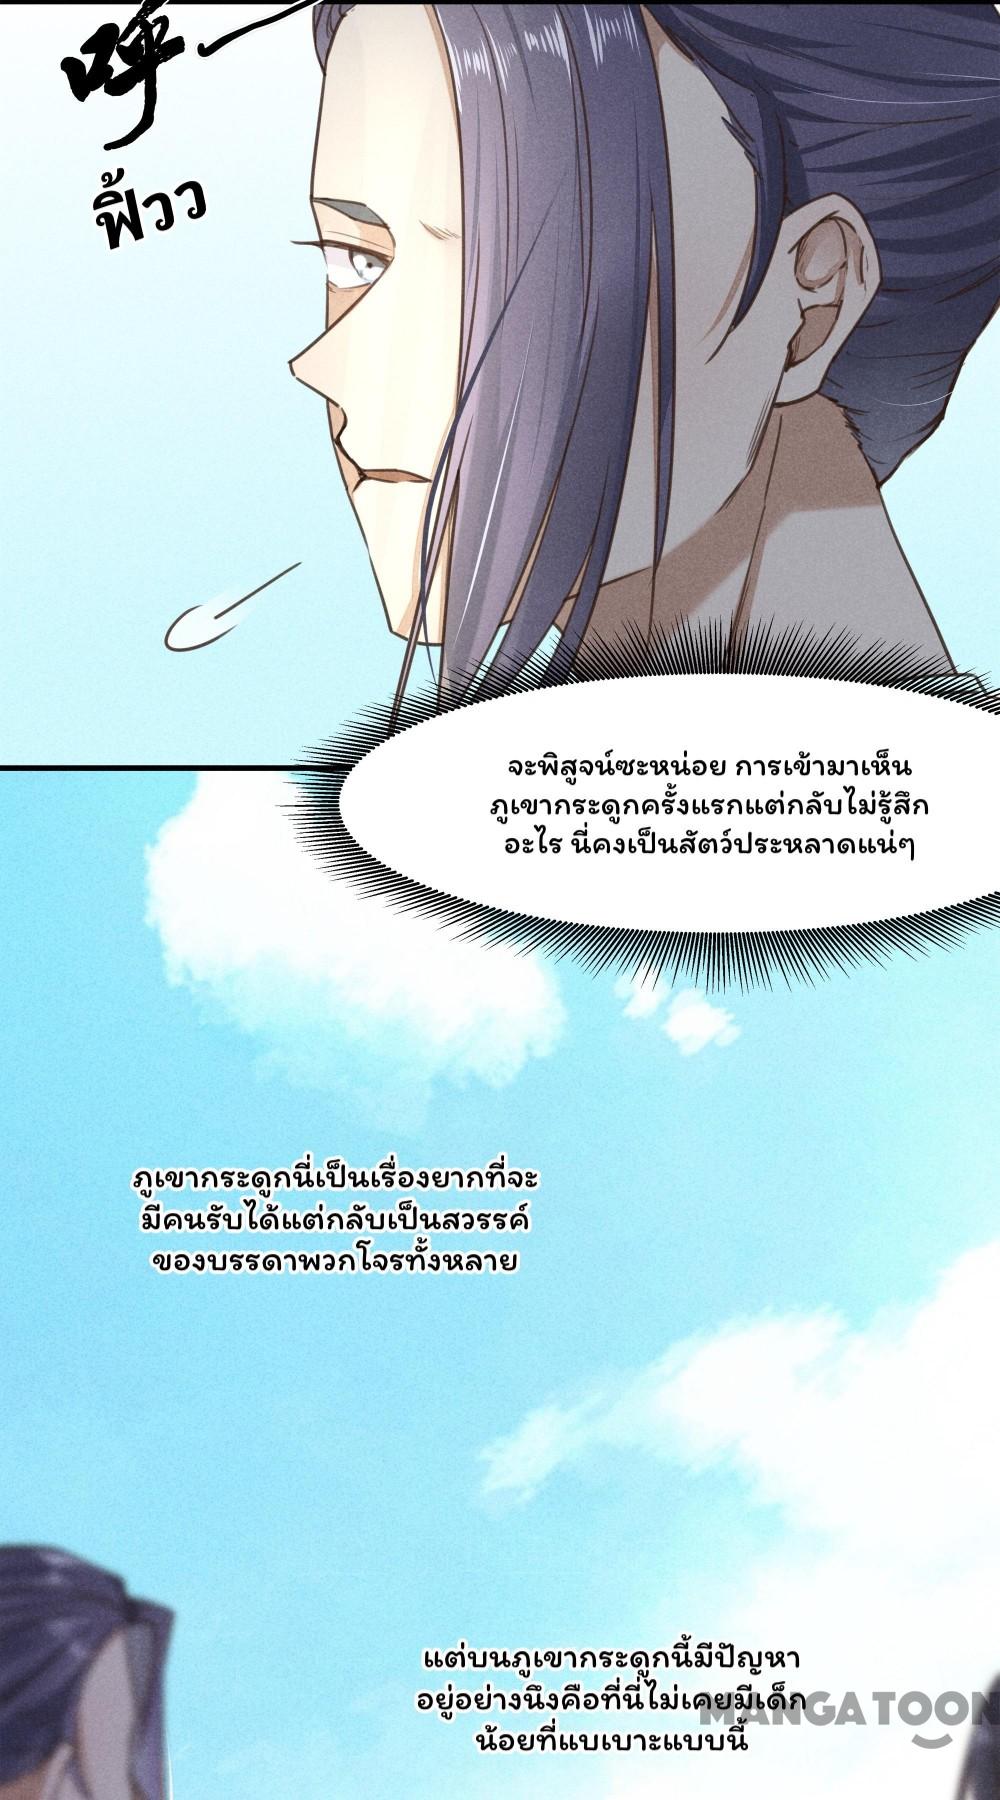 呼
ฟิ้วว
จะพิสูจน์ซะหน่อย การเข้ามาเห็น
ภูเขากระดูกครั้งแรกแต่กลับไม่รู้สึก
อะไร นี่คงเป็นสัตว์ประหลาดแน่ๆ
ภูเขากระดูกนี่เป็นเรื่องยากที่จะ
มีคนรับได้แต่กลับเป็นสวรรค์
ของบรรดาพวกโจรทั้งหลาย
แต่บนภูเขากระดูกนี้มีปัญหา
อยู่อย่างนึงคือที่นี่ไม่เคยมีเด็ก
น้อยที่แบเบาะแบบนี้
MANGATOON